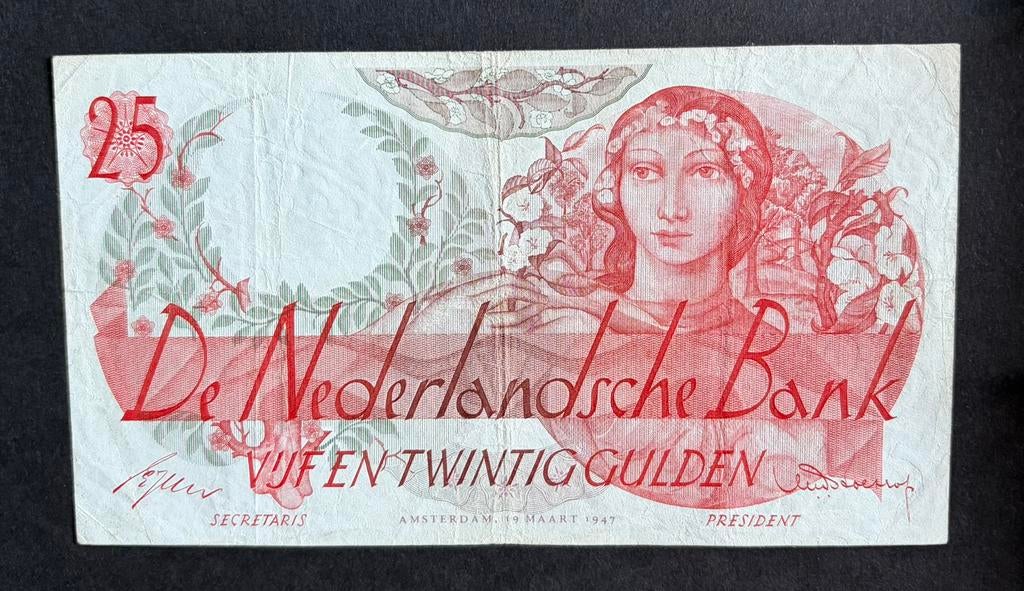 25
De Nederlandsche Bank
VIJF EN TWINTIG GULDEN
SECRETARIS
AMSTERDAM, 19 MAART 1947
PRESIDENT